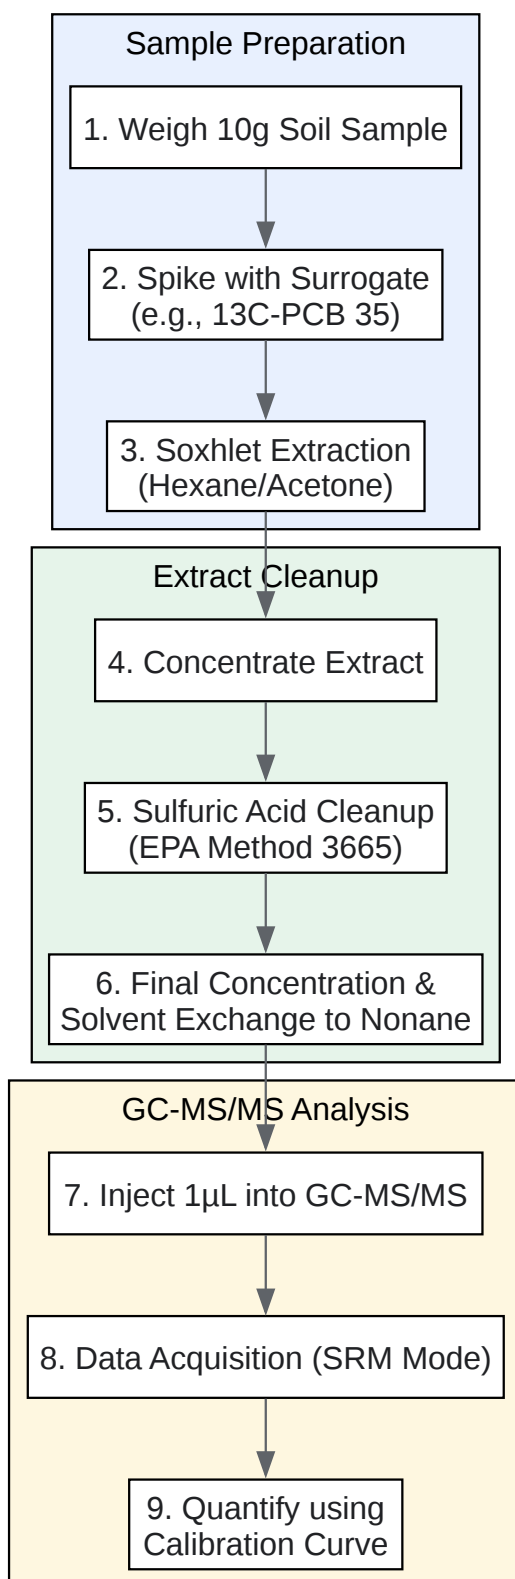 Sample Preparation
1. Weigh 10g Soil Sample
2. Spike with Surrogate
(e.g., 13C-PCB 35)
3. Soxhlet Extraction
(Hexane/Acetone)
Extract Cleanup
4. Concentrate Extract
5. Sulfuric Acid Cleanup
(EPA Method 3665)
6. Final Concentration &
Solvent Exchange to Nonane
GC-MS/MS Analysis
7. Inject 1µL into GC-MS/MS
8. Data Acquisition (SRM Mode)
9. Quantify using
Calibration Curve